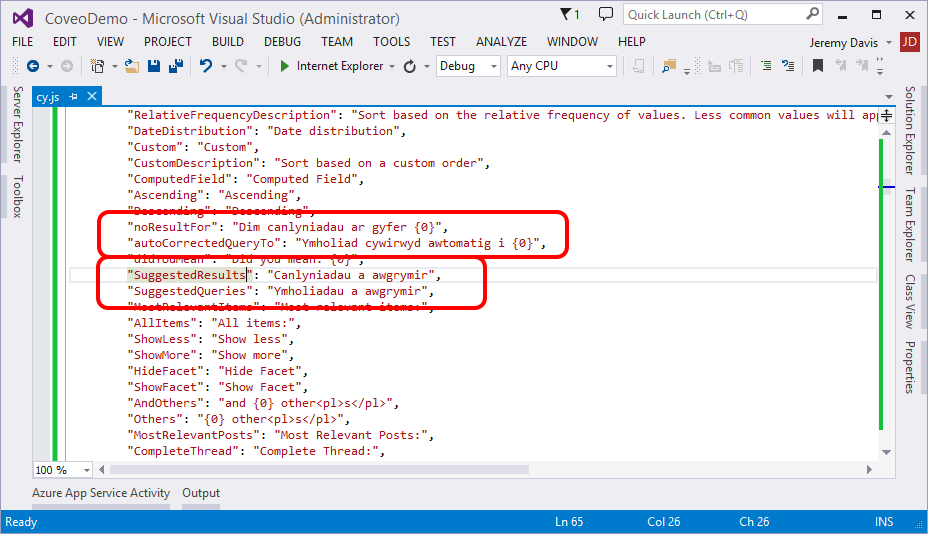 CoveoDemo - Microsoft Visual Studio (Administrator)
1
Quick Launch (Ctrl+Q)
FILE EDIT VIEW PROJECT BUILD DEBUG TEAM TOOLS TEST ANALYZE WINDOW HELP
Jeremy Davis
JD
Internet Explorer
Debug
Any CPU
Server Explorer
Toolbox
cy.js
"RelativeFrequencyDescription": "Sort based on the relative frequency of values. Less common values will app
"DateDistribution": "Date distribution",
"Custom": "Custom",
"CustomDescription": "Sort based on a custom order",
"ComputedField": "Computed Field",
"Ascending": "Ascending",
"Descending": "Descending",
"noResultFor": "Dim canlyniadau ar gyfer {0}",
"autoCorrectedQueryTo": "Ymholiad cywirwyd awtomatig i {0}",
"didYouMean": "Did you mean: {0}",
"SuggestedResults": "Canlyniadau a awgrymir",
"SuggestedQueries": "Ymholiadau a awgrymir",
"MostRelevantItems": "Most relevant items:",
"AllItems": "All items:",
"ShowLess": "Show less",
"ShowMore": "Show more",
"HideFacet": "Hide Facet",
"ShowFacet": "Show Facet",
"AndOthers": "and {0} other<pl>s</pl>",
"Others": "{0} other<pl>s</pl>",
"MostRelevantPosts": "Most Relevant Posts:",
"CompleteThread": "Complete Thread:",
Solution Explorer
Team Explorer
Class View
Properties
100 %
Azure App Service Activity Output
Ready
Ln 65
Col 26
Ch 26
INS